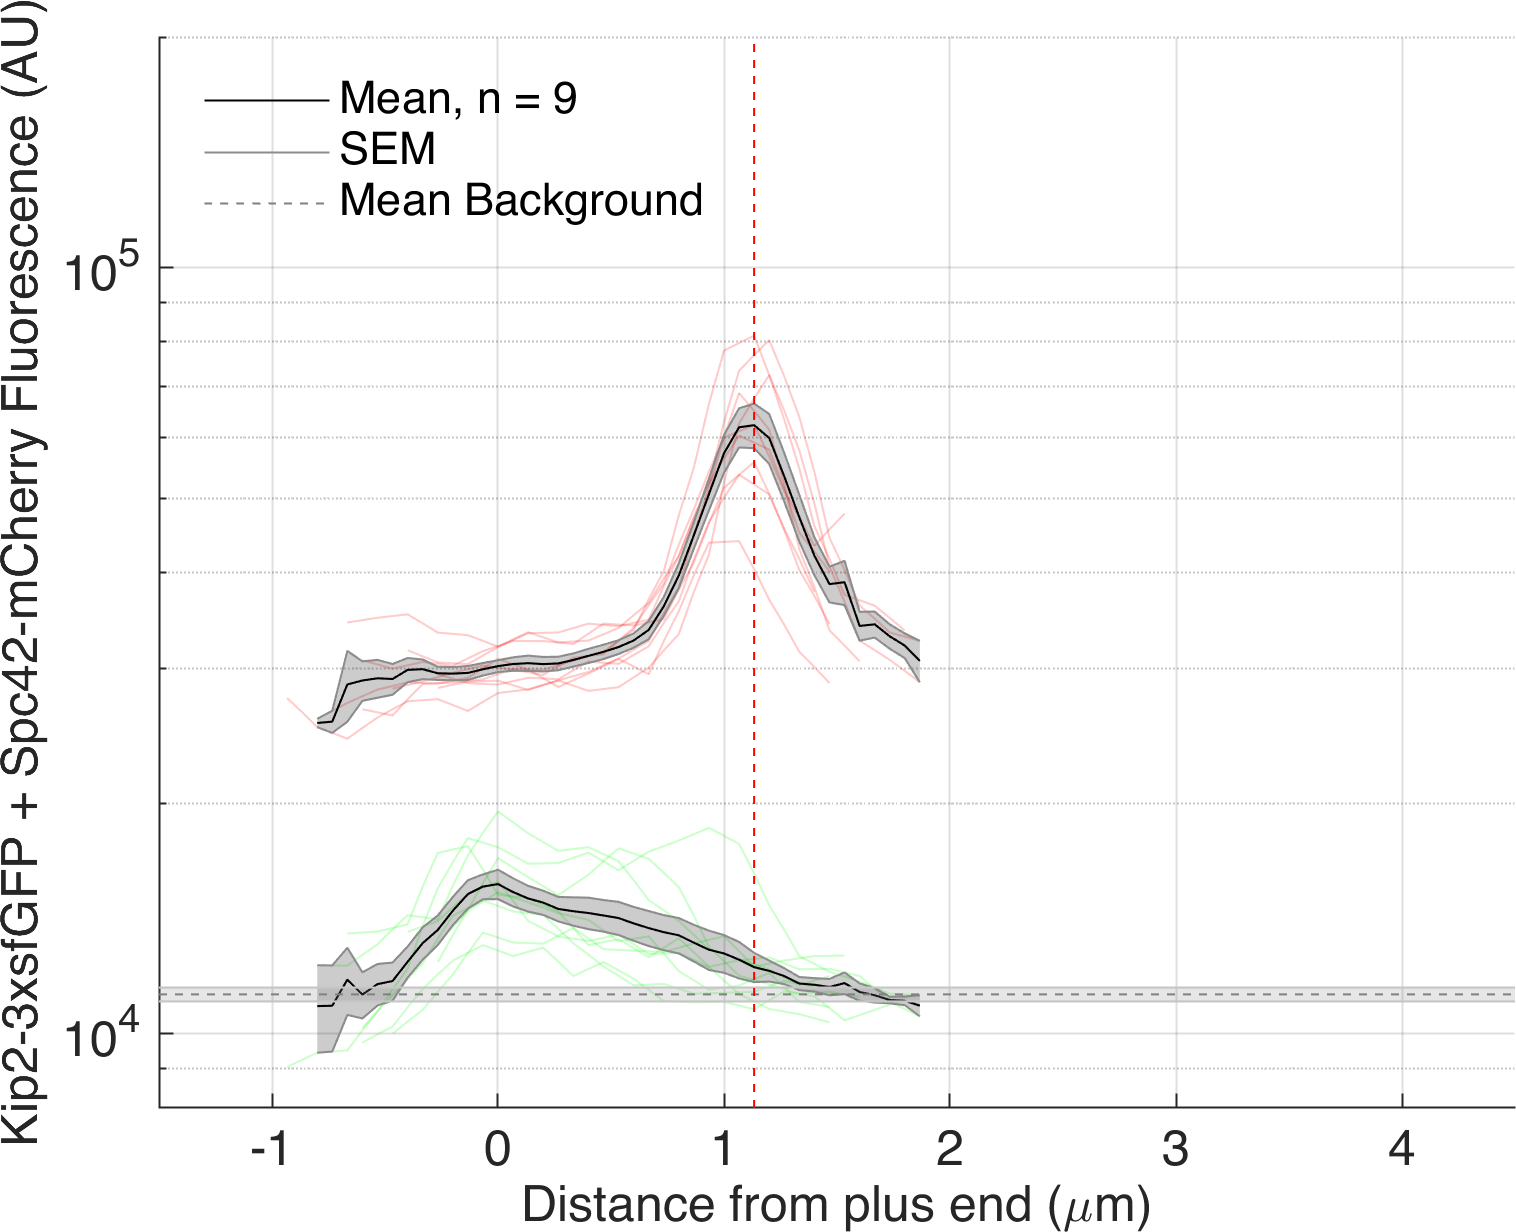 Kip2-3xsfGFP + Spc42-mCherry Fluorescence (AU)
Mean, n = 9
SEM
Mean Background
10^5
10^4
-1 0 1 2 3 4
Distance from plus end (μm)